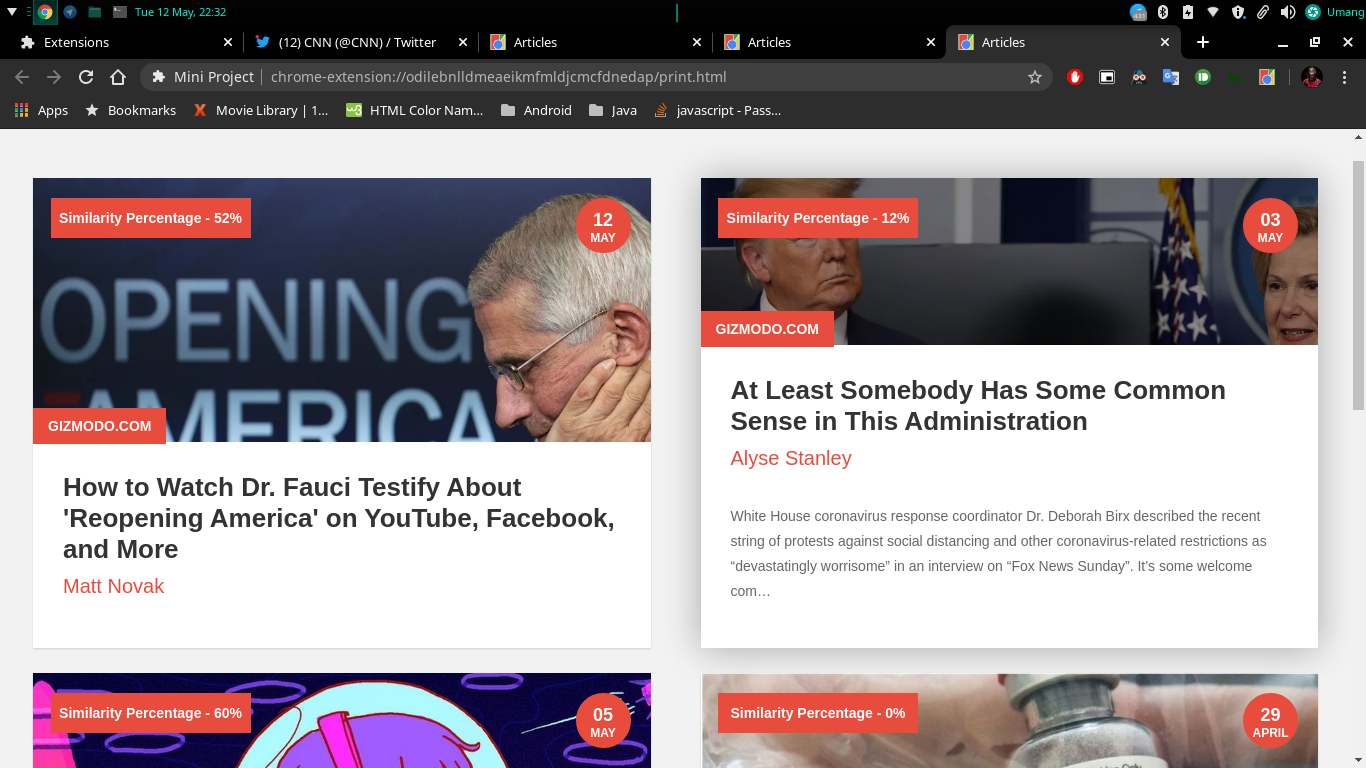 Tue 12 May, 22:32
431
Umang
Extensions
(12) CNN (@CNN) / Twitter
Articles
Articles
Articles
Mini Project
chrome-extension://odilebnlldmeaeikmfmldjcmcfdnedap/print.html
Apps
Bookmarks
Movie Library | 1…
HTML Color Nam…
Android
Java
javascript - Pass…
Similarity Percentage - 52%
12
MAY
OPENING
AMERICA
GIZMODO.COM
How to Watch Dr. Fauci Testify About
'Reopening America' on YouTube, Facebook,
and More
Matt Novak
Similarity Percentage - 12%
03
MAY
GIZMODO.COM
At Least Somebody Has Some Common
Sense in This Administration
Alyse Stanley
White House coronavirus response coordinator Dr. Deborah Birx described the recent
string of protests against social distancing and other coronavirus-related restrictions as
“devastatingly worrisome” in an interview on “Fox News Sunday”. It’s some welcome
com…
Similarity Percentage - 60%
05
MAY
Similarity Percentage - 0%
29
APRIL